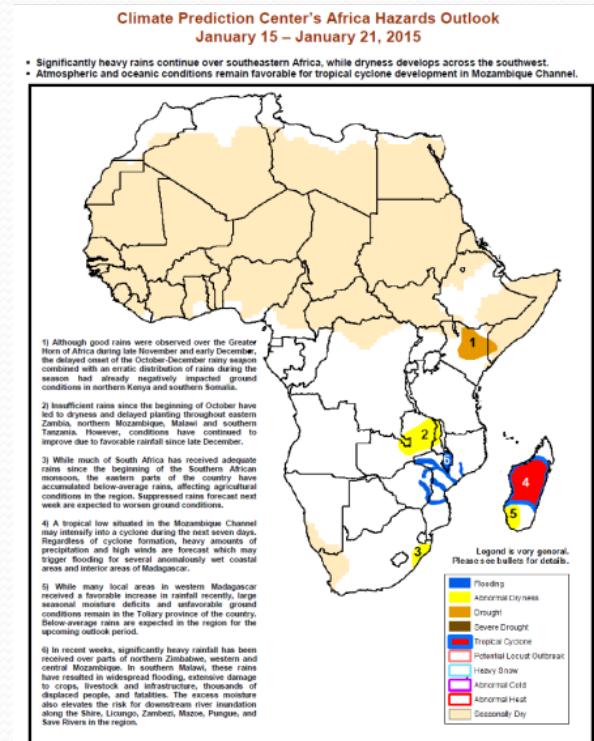 Climate Prediction Center's Africa Hazards Outlook
January 15 – January 21, 2015
• Significantly heavy rains continue over southeastern Africa, while dryness develops across the southwest.
• Atmospheric and oceanic conditions remain favorable for tropical cyclone development in Mozambique Channel.
1) Although good rains were observed over the Greater
Horn of Africa during late November and early December,
the delayed onset of the October-December rainy season
combined with an erratic distribution of rains during the
season had already negatively impacted ground
conditions in northern Kenya and southern Somalia.
2) Insufficient rains since the beginning of October have
led to dryness and delayed planting throughout eastern
Zambia, northern Mozambique, Malawi and southern
Tanzania. However, conditions have continued to
improve due to favorable rainfall since late December.
3) While much of South Africa has received adequate
rains since the beginning of the Southern African
monsoon, the eastern parts of the country have
accumulated below-average rains, affecting agricultural
conditions in the region. Suppressed rains forecast next
week are expected to worsen ground conditions.
4) A tropical low situated in the Mozambique Channel
may intensify into a cyclone during the next seven days.
Regardless of cyclone formation, heavy amounts of
precipitation and high winds are forecast which may
trigger flooding for several anomalously wet coastal
areas and interior areas of Madagascar.
5) While many local areas in western Madagascar
received a favorable increase in rainfall recently, large
seasonal moisture deficits and unfavorable ground
conditions remain in the Toliary province of the country.
Below-average rains are expected in the region for the
upcoming outlook period.
6) In recent weeks, significantly heavy rainfall has been
received over parts of northern Zimbabwe, western and
central Mozambique. In southern Malawi, these rains
have resulted in widespread flooding, extensive damage
to crops, livestock and infrastructure, thousands of
displaced people, and fatalities. The excess moisture
also elevates the risk for downstream river inundation
along the Shire, Licungo, Zambezi, Mazoe, Pungue, and
Save Rivers in the region.
1
2
6
4
5
3
Legend is very general.
Please see bullets for details.
Flooding
Abnormal Dryness
Drought
Severe Drought
Tropical Cyclone
Potential Locust Outbreak
Heavy Snow
Abnormal Cold
Abnormal Heat
Seasonally Dry